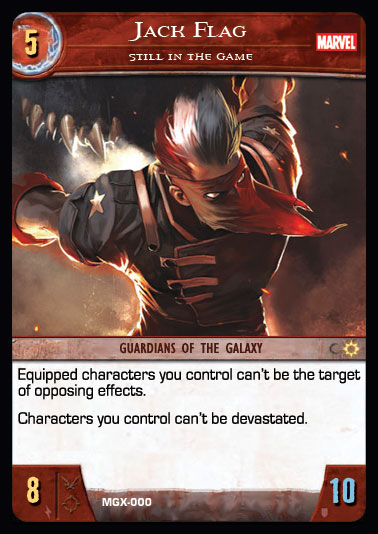 5
JACK FLAG
MARVEL
STILL IN THE GAME
GUARDIANS OF THE GALAXY
Equipped characters you control can't be the target
of opposing effects.
Characters you control can't be devastated.
8
MGX-000
10